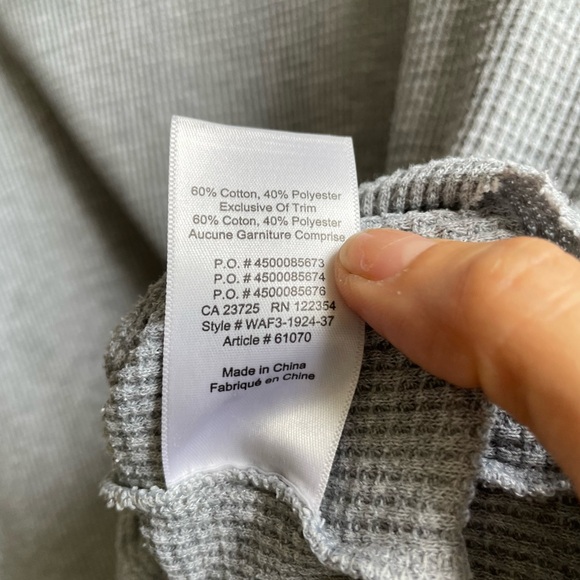 60% Cotton, 40% Polyester
Exclusive Of Trim
60% Coton, 40% Polyester
Aucune Garniture Comprise
P.O. # 4500085673
P.O. # 4500085674
P.O. # 4500085676
CA 23725 RN 122354
Style # WAF3-1924-37
Article # 61070
Made in China
Fabriqué en Chine